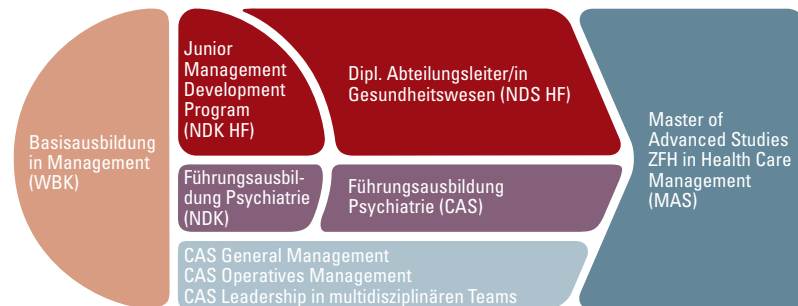 Basisausbildung
in Management
(WBK)
Junior
Management
Development
Program
(NDK HF)
Dipl. Abteilungsleiter/in
Gesundheitswesen (NDS HF)
Führungsausbil-
dung Psychiatrie
(NDK)
Führungsausbildung
Psychiatrie (CAS)
CAS General Management
CAS Operatives Management
CAS Leadership in multidisziplinären Teams
Master of
Advanced Studies
ZFH in Health Care
Management
(MAS)